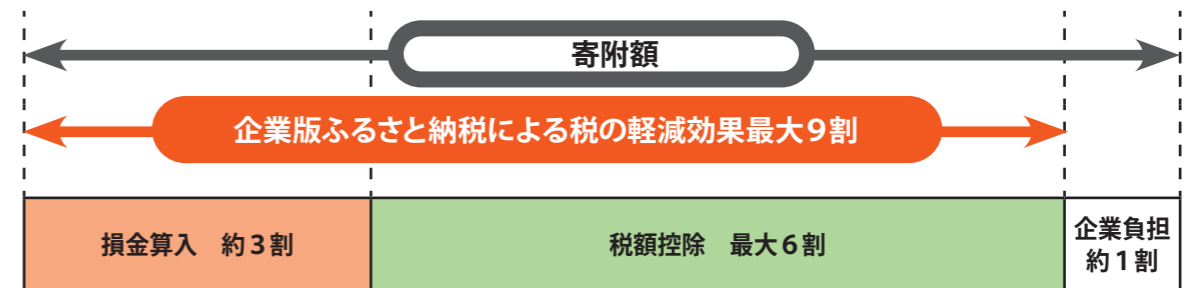 寄附額
企業版ふるさと納税による税の軽減効果最大９割
損金算入　約３割
税額控除　最大６割
企業負担
約１割